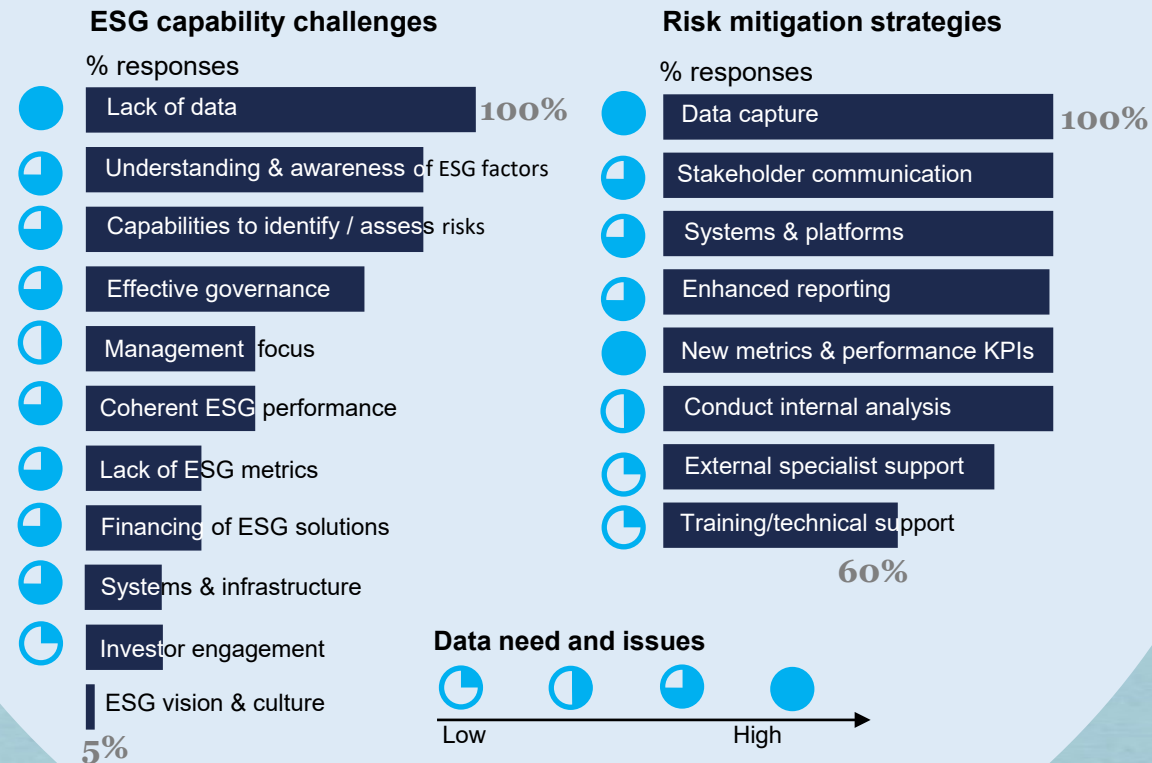 ESG capability challenges
% responses
Lack of data
100%
Understanding & awareness of ESG factors
Capabilities to identify / assess risks
Effective governance
Management focus
Coherent ESG performance
Lack of ESG metrics
Financing of ESG solutions
Systems & infrastructure
Investor engagement
ESG vision & culture
5%
Risk mitigation strategies
% responses
Data capture
100%
Stakeholder communication
Systems & platforms
Enhanced reporting
New metrics & performance KPIs
Conduct internal analysis
External specialist support
Training/technical support
60%
Data need and issues
Low
High